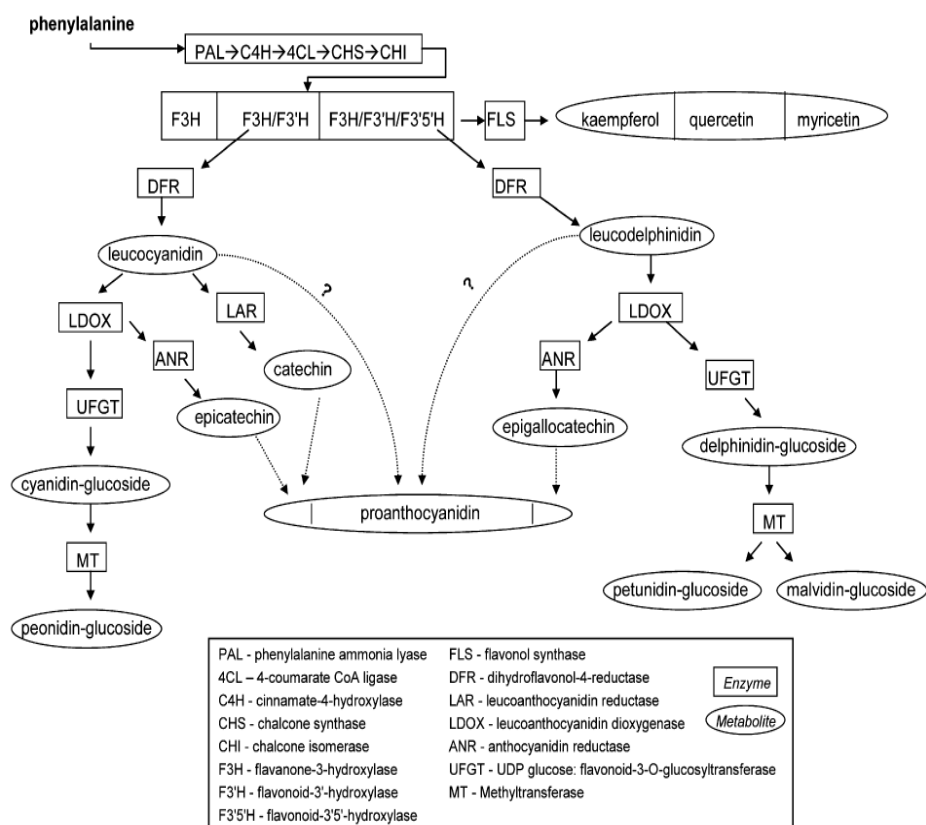 phenylalanine
PAL→C4H→4CL→CHS→CHI
F3H
F3H/F3'H
F3H/F3'H/F3'5'H
FLS
kaempferol
quercetin
myricetin
DFR
DFR
leucocyanidin
leucodelphinidin
?
?
LDOX
LAR
LDOX
ANR
catechin
ANR
UFGT
UFGT
epicatechin
epigallocatechin
delphinidin-glucoside
cyanidin-glucoside
proanthocyanidin
MT
MT
petunidin-glucoside
malvidin-glucoside
peonidin-glucoside
PAL - phenylalanine ammonia lyase
4CL – 4-coumarate CoA ligase
C4H - cinnamate-4-hydroxylase
CHS – chalcone synthase
CHI - chalcone isomerase
F3H - flavanone-3-hydroxylase
F3'H - flavonoid-3'-hydroxylase
F3'5'H - flavonoid-3'5'-hydroxylase
FLS - flavonol synthase
DFR - dihydroflavonol-4-reductase
LAR - leucoanthocyanidin reductase
LDOX - leucoanthocyanidin dioxygenase
ANR - anthocyanidin reductase
UFGT - UDP glucose: flavonoid-3-O-glucosyltransferase
MT - Methyltransferase
Enzyme
Metabolite